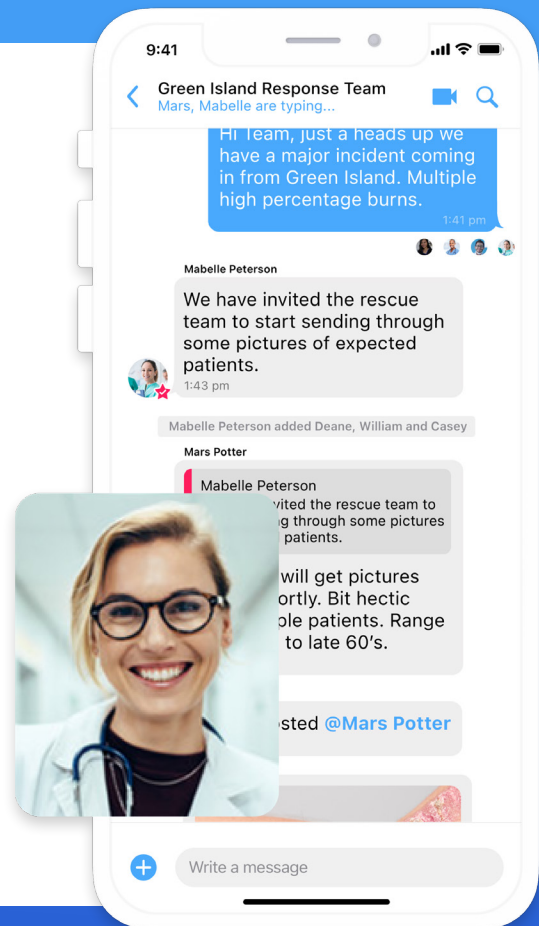 9:41
Green Island Response Team
Mars, Mabelle are typing...
Hi Team, just a heads up we
have a major incident coming
in from Green Island. Multiple
high percentage burns.
1:41 pm
Mabelle Peterson
We have invited the rescue
team to start sending through
some pictures of expected
patients.
1:43 pm
Mabelle Peterson added Deane, William and Casey
Mars Potter
Mabelle Peterson
the rescue team to
through some pictures
patients.
will get pictures
Bit hectic
patients. Range
to late 60's.
@Mars Potter
Write a message